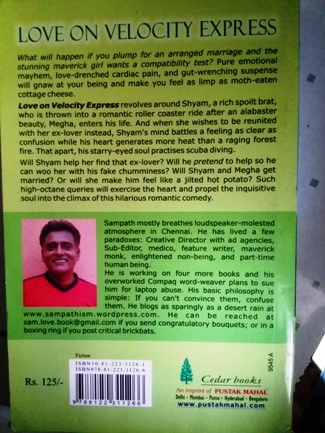 LOVE ON VELOCITY EXPRESS
What will happen if you plump for an arranged marriage and the
stunning maverick girl wants a compatibility test? Pure emotional
mayhem, love-drenched cardiac pain, and gut-wrenching suspense
will gnaw at your being and make you feel as limp as moth-eaten
cottage cheese.
Love on Velocity Express revolves around Shyam, a rich spoilt brat,
who is thrown into a romantic roller coaster ride after an alabaster
beauty, Megha, enters his life. And when she wishes to be reunited
with her ex-lover instead, Shyam's mind battles a feeling as clear as
confusion while his heart generates more heat than a raging forest
fire. That apart, his starry-eyed soul practises scuba diving.
Will Shyam help her find that ex-lover? Will he pretend to help so he
can woo her with his fake chumminess? Will Shyam and Megha get
married? Or will she make him feel like a jilted hot potato? Such
high-octane queries will exercise the heart and propel the inquisitive
soul into the climax of this hilarious romantic comedy.
Sampath mostly breathes loudspeaker-molested
atmosphere in Chennai. He has lived a few
paradoxes: Creative Director with ad agencies,
Sub-Editor, medico, feature writer, maverick
monk, enlightened non-being, and part-time
human being.
He is working on four more books and his
overworked Compaq word-weaver plans to sue
him for laptop abuse. His basic philosophy is
simple: If you can't convince them, confuse
them. He blogs as sparingly as a desert rain at
www.sampathism.wordpress.com. He can be reached at
sam.love.book@gmail.com if you send congratulatory bouquets; or in a
boxing ring if you post critical brickbats.
Fiction
ISBN10.81-223-1126-1
ISBN978-81-223-1126-6
Rs. 125/-
9788122311266
9545 A
Cedar books
An imprint of PUSTAK MAHAL
Delhi • Mumbai • Patna • Hyderabad • Bangalore
www.pustakmahal.com